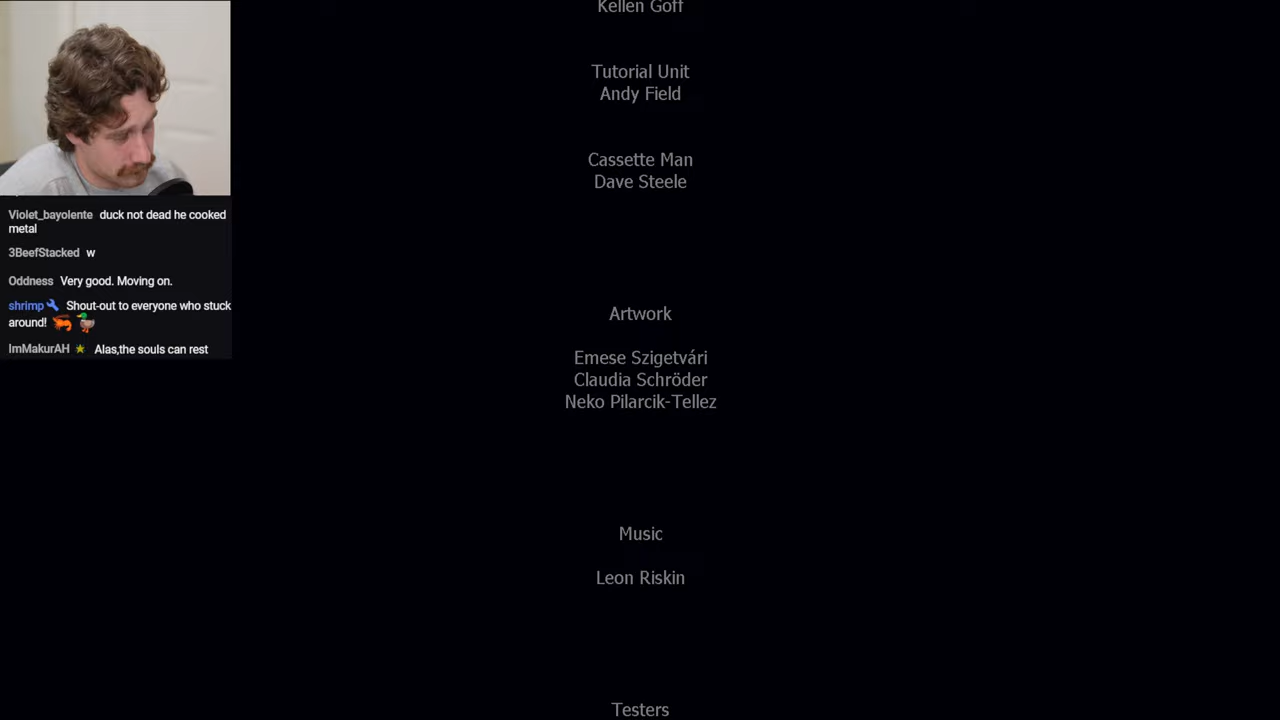 Kellen Goff
Tutorial Unit
Andy Field
Cassette Man
Dave Steele
Violet_bayolente duck not dead he cooked
metal
3BeefStacked w
Oddness Very good. Moving on.
shrimp Shout-out to everyone who stuck
around!
ImMakurAH Alas,the souls can rest
Artwork
Emese Szigetvári
Claudia Schröder
Neko Pilarcik-Tellez
Music
Leon Riskin
Testers